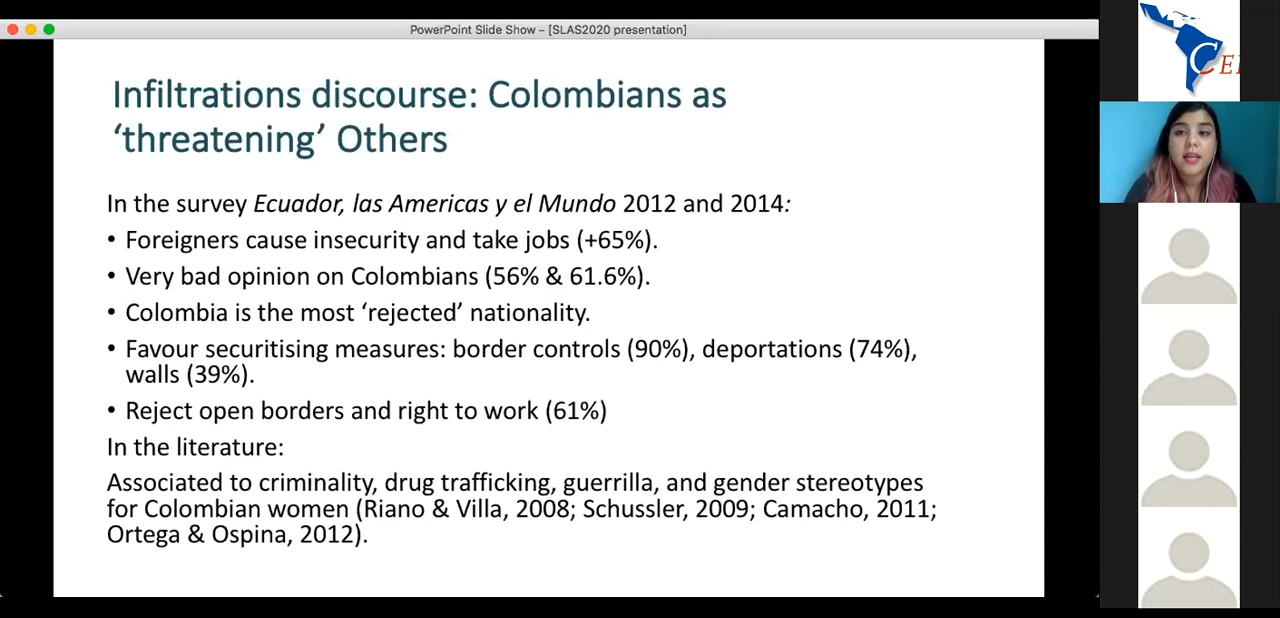 PowerPoint Slide Show – [SLAS2020 presentation]
Infiltrations discourse: Colombians as
‘threatening’ Others
In the survey Ecuador, las Americas y el Mundo 2012 and 2014:
• Foreigners cause insecurity and take jobs (+65%).
• Very bad opinion on Colombians (56% & 61.6%).
• Colombia is the most ‘rejected’ nationality.
• Favour securitising measures: border controls (90%), deportations (74%),
walls (39%).
• Reject open borders and right to work (61%)
In the literature:
Associated to criminality, drug trafficking, guerrilla, and gender stereotypes
for Colombian women (Riano & Villa, 2008; Schussler, 2009; Camacho, 2011;
Ortega & Ospina, 2012).